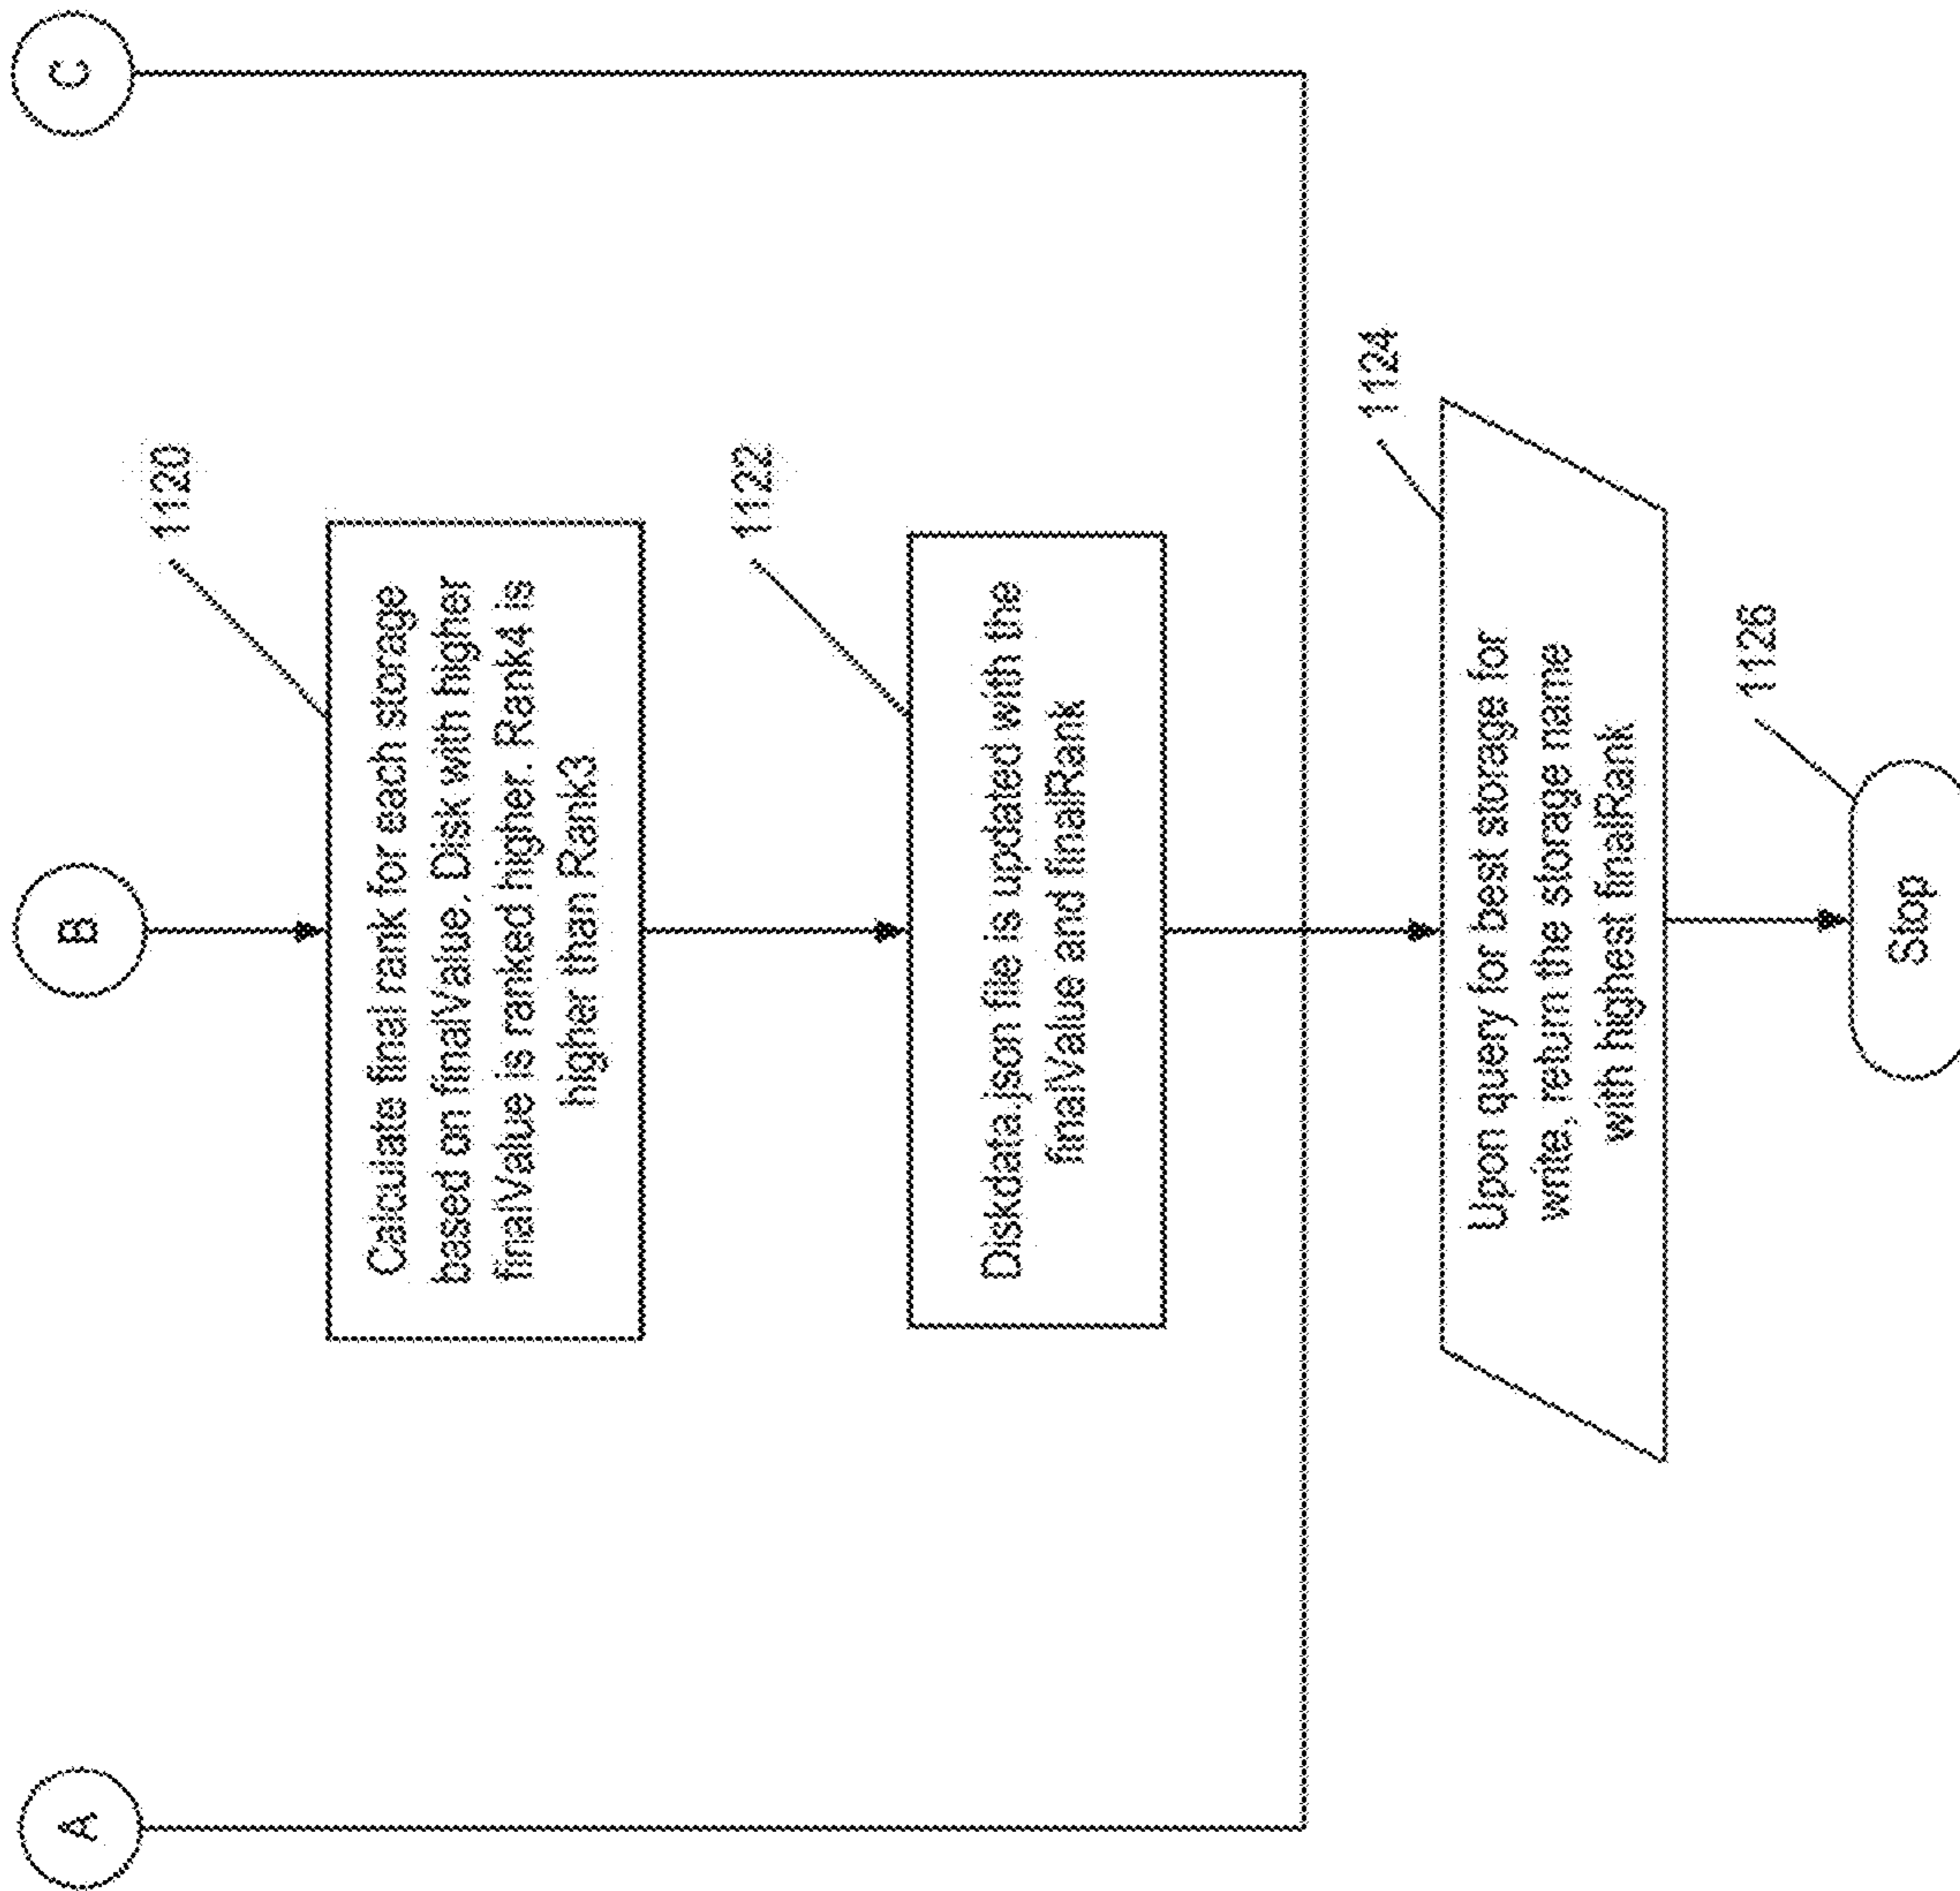 A
B
C
1120
Calculate final rank for each storage
based on finalValue. Disk with higher
finalValue is ranked higher. Rank4 is
higher than Rank3
1122
Diskdata.json file is updated with the
finalValue and finalRank
1124
Upon query for best storage for
write, return the storage name
with highest finalRank
1126
Stop